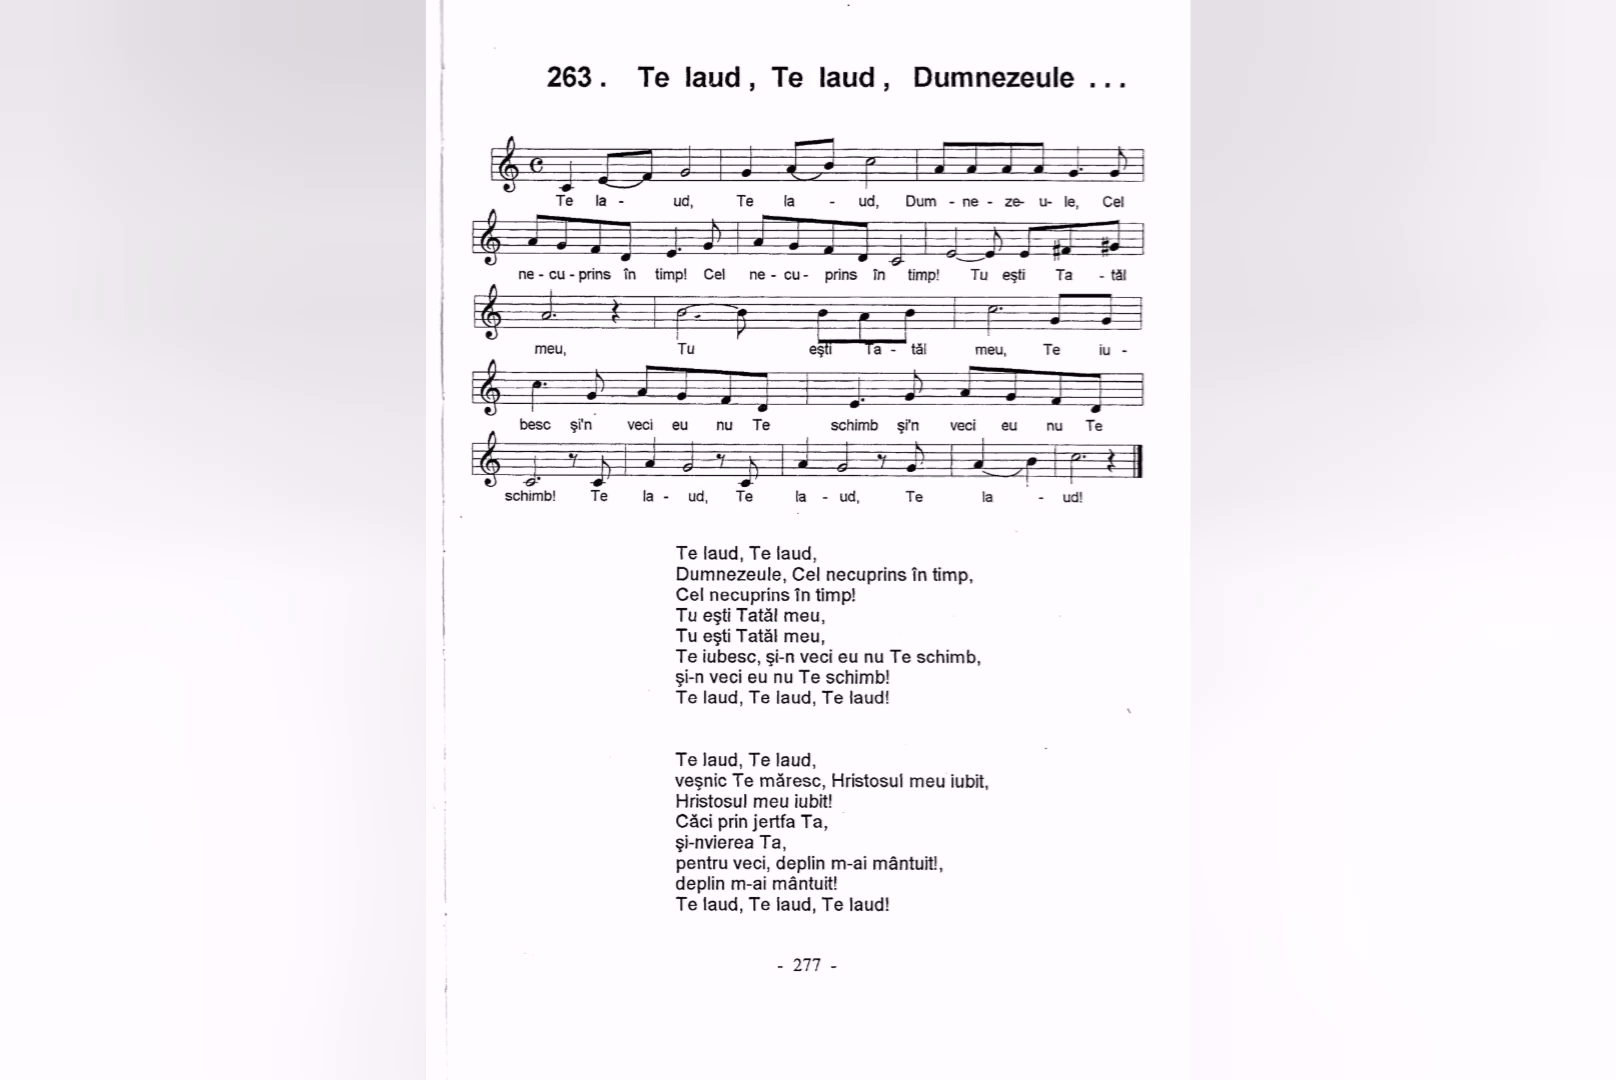 263. Te laud, Te laud, Dumnezeule ...
Te la - ud, Te la - ud, Dum - ne - ze- u- le, Cel
ne - cu - prins în timp! Cel ne - cu - prins în timp! Tu eşti Ta - tăl
meu, Tu eşti Ta - tăl meu, Te iu -
besc şi'n veci eu nu Te schimb şi'n veci eu nu Te
schimb! Te la - ud, Te la - ud, Te la - ud!
Te laud, Te laud,
Dumnezeule, Cel necuprins în timp,
Cel necuprins în timp!
Tu eşti Tatăl meu,
Tu eşti Tatăl meu,
Te iubesc, şi-n veci eu nu Te schimb,
şi-n veci eu nu Te schimb!
Te laud, Te laud, Te laud!
Te laud, Te laud,
veşnic Te măresc, Hristosul meu iubit,
Hristosul meu iubit!
Căci prin jertfa Ta,
şi-nvierea Ta,
pentru veci, deplin m-ai mântuit!,
deplin m-ai mântuit!
Te laud, Te laud, Te laud!
- 277 -